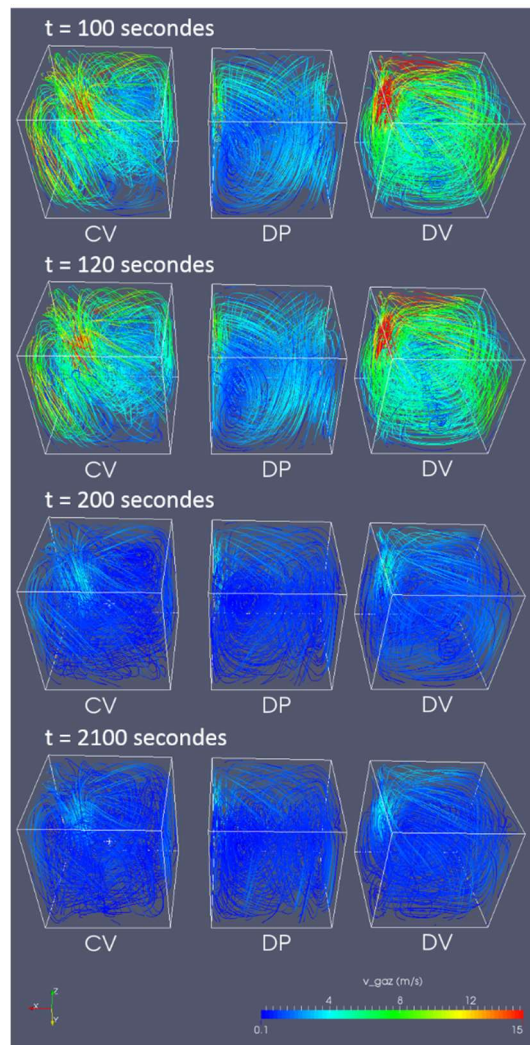 t = 100 secondes
CV DP DV
t = 120 secondes
CV DP DV
t = 200 secondes
CV DP DV
t = 2100 secondes
CV DP DV
Z
X
Y
v_gaz (m/s)
0.1 4 8 12 15